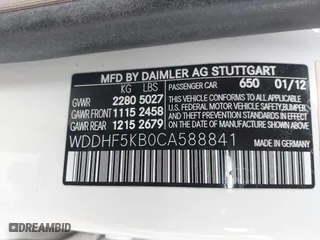 MFD BY DAIMLER AG STUTTGART
KG LBS
GVWR 2280 5027
GAWR FRONT 1115 2458
GAWR REAR 1215 2679
PASSENGER CAR 650 01/12
THIS VEHICLE CONFORMS TO ALL APPLICABLE
U.S. FEDERAL MOTOR VEHICLE SAFETY, BUMPER,
AND THEFT PREVENTION STANDARDS IN EFFECT
ON THE DATE OF MANUFACTURE SHOWN ABOVE.
WDDHF5KB0CA588841
MADE IN GERMANY
DEALERSHIP.COM